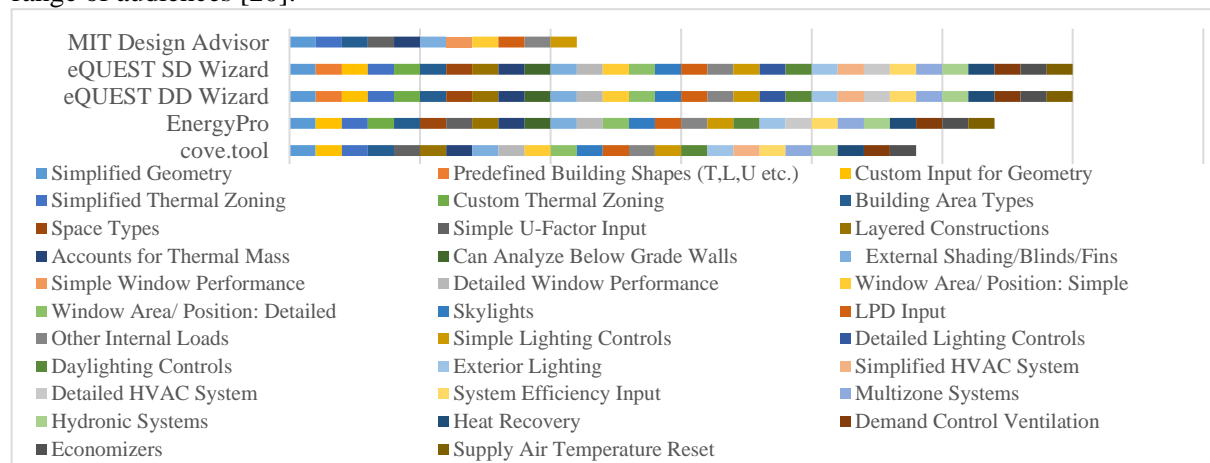 range of audiences [20].
MIT Design Advisor
eQUEST SD Wizard
eQUEST DD Wizard
EnergyPro
cove.tool
Simplified Geometry Predefined Building Shapes (T,L,U etc.) Custom Input for Geometry
Simplified Thermal Zoning Custom Thermal Zoning Building Area Types
Space Types Simple U-Factor Input Layered Constructions
Accounts for Thermal Mass Can Analyze Below Grade Walls External Shading/Blinds/Fins
Simple Window Performance Detailed Window Performance Window Area/ Position: Simple
Window Area/ Position: Detailed Skylights LPD Input
Other Internal Loads Simple Lighting Controls Detailed Lighting Controls
Daylighting Controls Exterior Lighting Simplified HVAC System
Detailed HVAC System System Efficiency Input Multizone Systems
Hydronic Systems Heat Recovery Demand Control Ventilation
Economizers Supply Air Temperature Reset